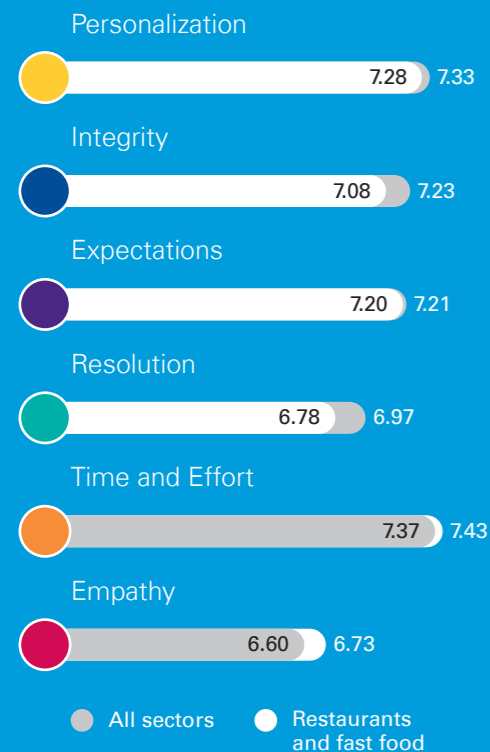 Personalization
7.28 7.33
Integrity
7.08 7.23
Expectations
7.20 7.21
Resolution
6.78 6.97
Time and Effort
7.37 7.43
Empathy
6.60 6.73
All sectors
Restaurants
and fast food